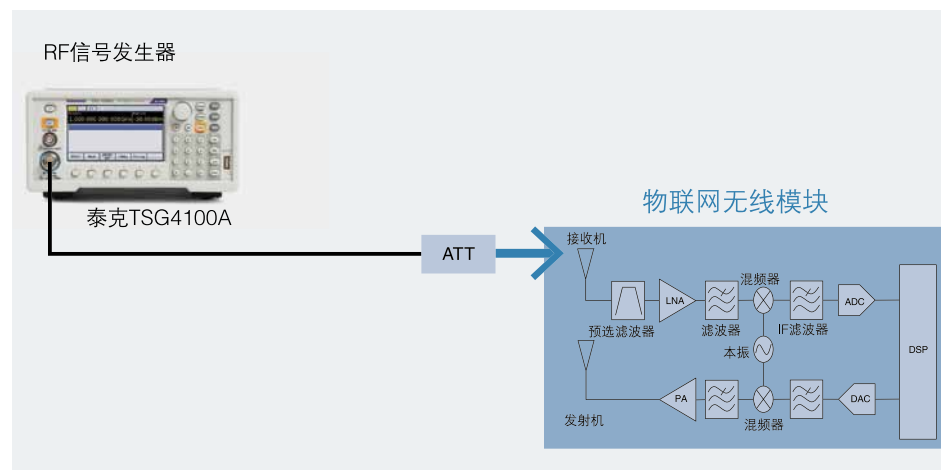 RF信号发生器
泰克TSG4100A
物联网无线模块
ATT
接收机
混频器
LNA
ADC
预选滤波器
滤波器
IF滤波器
本振
DSP
PA
DAC
发射机
混频器